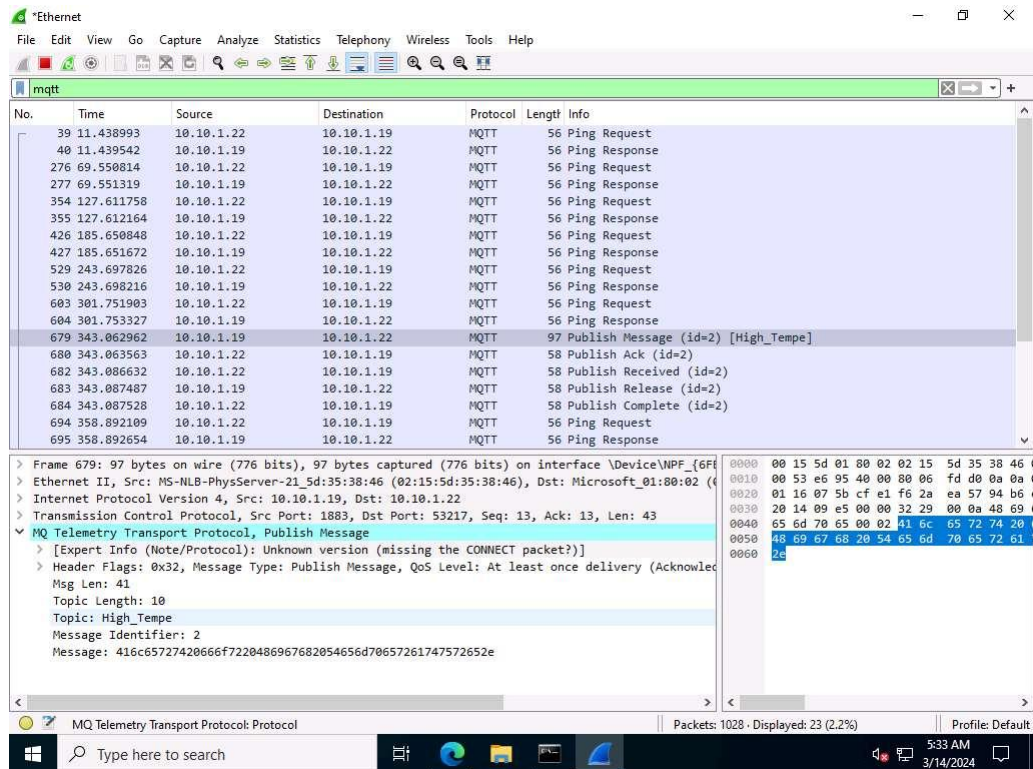 *Ethernet
File Edit View Go Capture Analyze Statistics Telephony Wireless Tools Help
mqtt
No. Time Source Destination Protocol Length Info
39 11.438993 10.10.1.22 10.10.1.19 MQTT 56 Ping Request
40 11.439542 10.10.1.19 10.10.1.22 MQTT 56 Ping Response
276 69.550814 10.10.1.22 10.10.1.19 MQTT 56 Ping Request
277 69.551319 10.10.1.19 10.10.1.22 MQTT 56 Ping Response
354 127.611758 10.10.1.22 10.10.1.19 MQTT 56 Ping Request
355 127.612164 10.10.1.19 10.10.1.22 MQTT 56 Ping Response
426 185.650848 10.10.1.22 10.10.1.19 MQTT 56 Ping Request
427 185.651672 10.10.1.19 10.10.1.22 MQTT 56 Ping Response
529 243.697826 10.10.1.22 10.10.1.19 MQTT 56 Ping Request
530 243.698216 10.10.1.19 10.10.1.22 MQTT 56 Ping Response
603 301.751903 10.10.1.22 10.10.1.19 MQTT 56 Ping Request
604 301.753327 10.10.1.19 10.10.1.22 MQTT 56 Ping Response
679 343.062962 10.10.1.19 10.10.1.22 MQTT 97 Publish Message (id=2) [High_Tempe]
680 343.063563 10.10.1.22 10.10.1.19 MQTT 58 Publish Ack (id=2)
682 343.086632 10.10.1.19 10.10.1.22 MQTT 58 Publish Received (id=2)
683 343.087487 10.10.1.19 10.10.1.22 MQTT 58 Publish Release (id=2)
684 343.087528 10.10.1.22 10.10.1.19 MQTT 58 Publish Complete (id=2)
694 358.892109 10.10.1.22 10.10.1.19 MQTT 56 Ping Request
695 358.892654 10.10.1.19 10.10.1.22 MQTT 56 Ping Response
Frame 679: 97 bytes on wire (776 bits), 97 bytes captured (776 bits) on interface \Device\NPF_{6FE
Ethernet II, Src: MS-NLB-PhysServer-21_5d:35:38:46 (02:15:5d:35:38:46), Dst: Microsoft_01:80:02 (
Internet Protocol Version 4, Src: 10.10.1.19, Dst: 10.10.1.22
Transmission Control Protocol, Src Port: 1883, Dst Port: 53217, Seq: 13, Ack: 13, Len: 43
MQ Telemetry Transport Protocol, Publish Message
[Expert Info (Note/Protocol): Unknown version (missing the CONNECT packet?)]
Header Flags: 0x32, Message Type: Publish Message, QoS Level: At least once delivery (Acknowled
Msg Len: 41
Topic Length: 10
Topic: High_Tempe
Message Identifier: 2
Message: 416c65727420666f7220486967682054656d70657261747572652e
0000 00 15 5d 01 80 02 02 15 5d 35 38 46
0010 00 53 e6 95 40 00 80 06 fd d0 0a 0a
0020 01 16 07 5b cf e1 f6 2a ea 57 94 b6
0030 20 14 09 e5 00 00 32 29 00 0a 48 69
0040 65 6d 70 65 00 02 41 6c 65 72 74 20
0050 48 69 67 68 20 54 65 6d 70 65 72 61
0060 2e
MQ Telemetry Transport Protocol: Protocol
Packets: 1028 · Displayed: 23 (2.2%)
Profile: Default
Type here to search
5:33 AM
3/14/2024